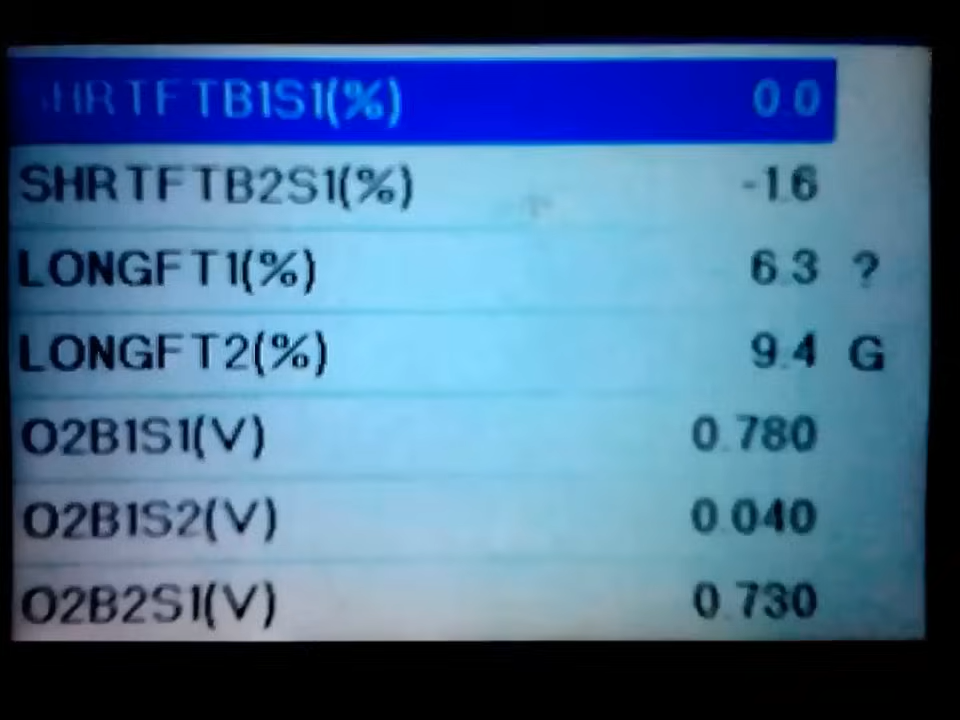 SHRTFTB1S1(%) 0.0
SHRTFTB2S1(%) -1.6
LONGFT1(%) 6.3 ?
LONGFT2(%) 9.4 G
O2B1S1(V) 0.780
O2B1S2(V) 0.040
O2B2S1(V) 0.730